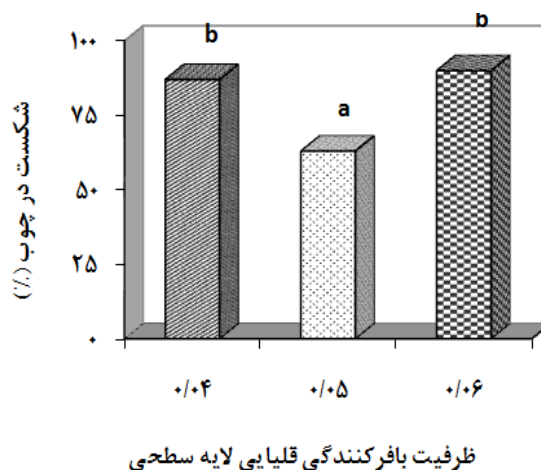 شکست در چوب (%)
۱۰۰
۷۵
۵۰
۲۵
۰
b
a
b
۰/۰۴
۰/۰۵
۰/۰۶
ظرفیت بافرکنندگی قلیایی لایه سطحی